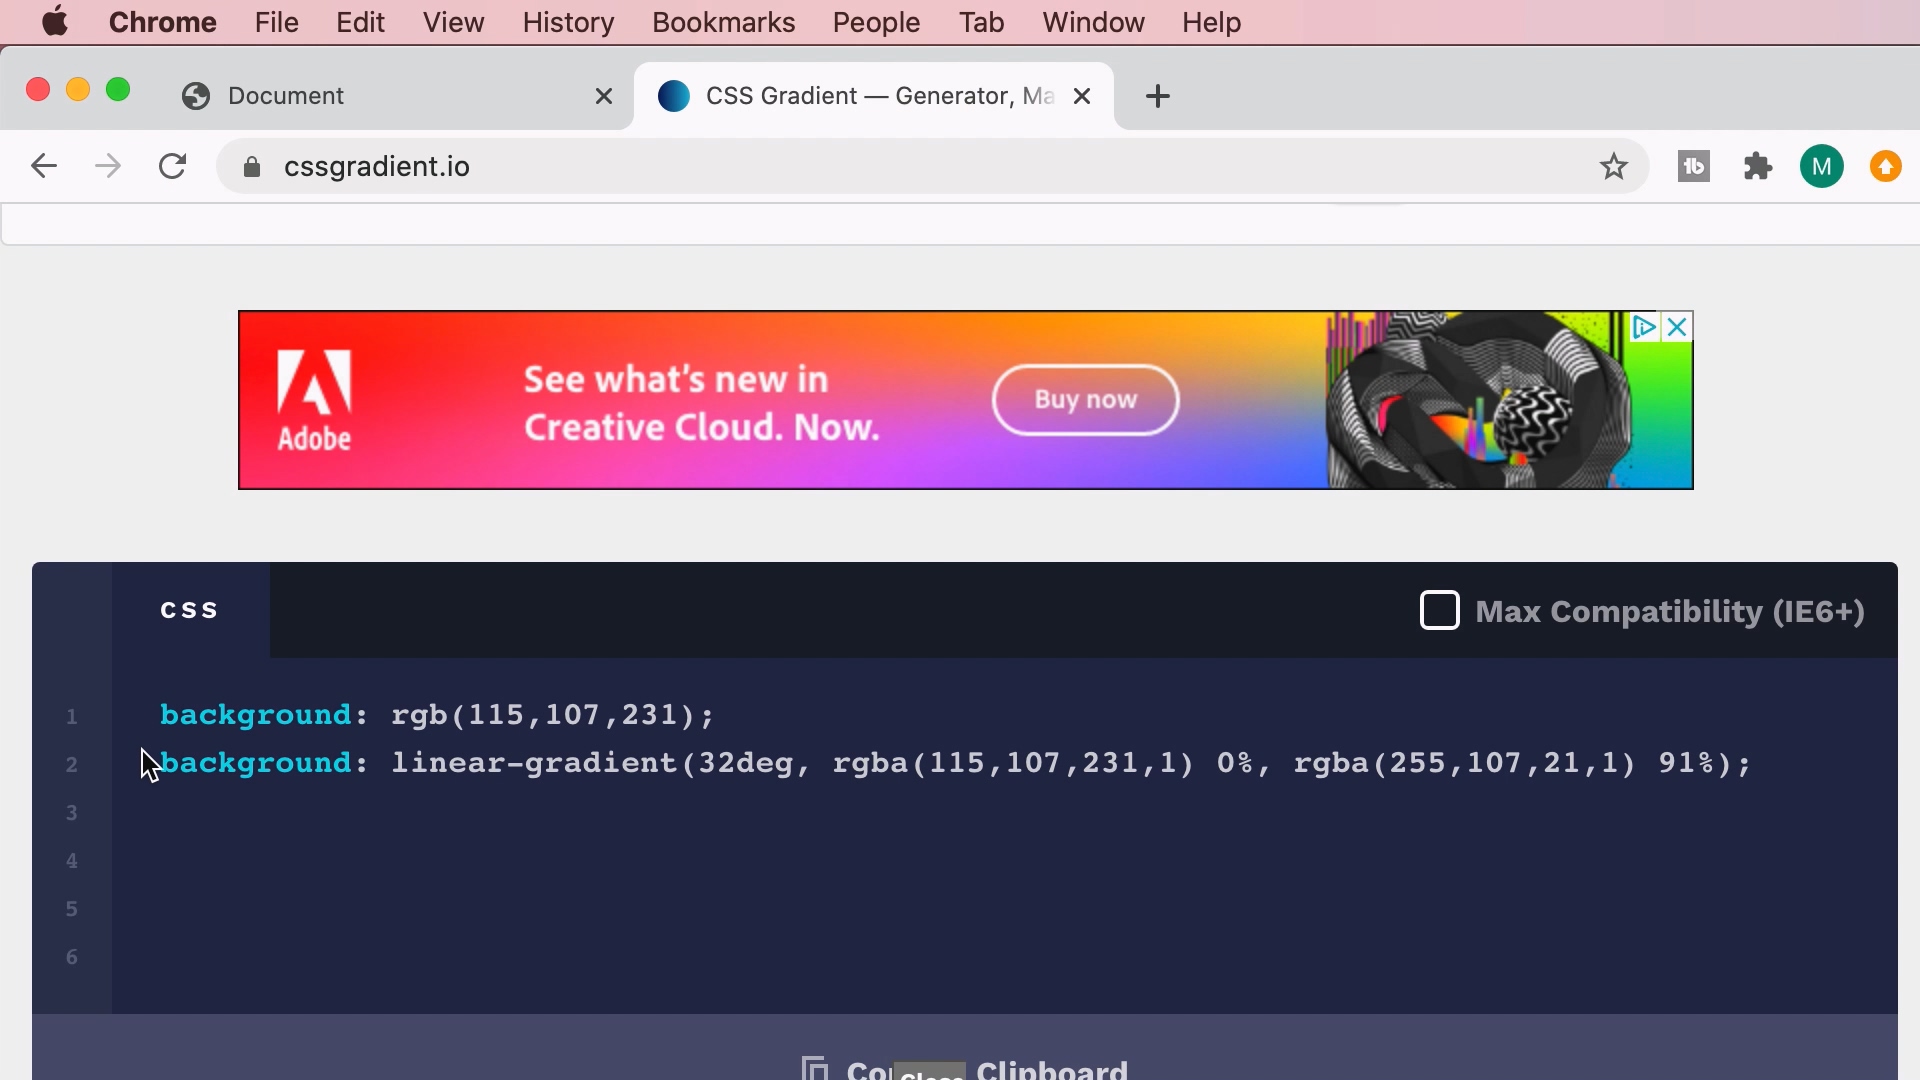 Chrome File Edit View History Bookmarks People Tab Window Help
Document
CSS Gradient — Generator, Ma
cssgradient.io
M
Adobe
See what's new in
Creative Cloud. Now.
Buy now
css
Max Compatibility (IE6+)
1 background: rgb(115,107,231);
2 background: linear-gradient(32deg, rgba(115,107,231,1) 0%, rgba(255,107,21,1) 91%);
3
4
5
6
Clipboard